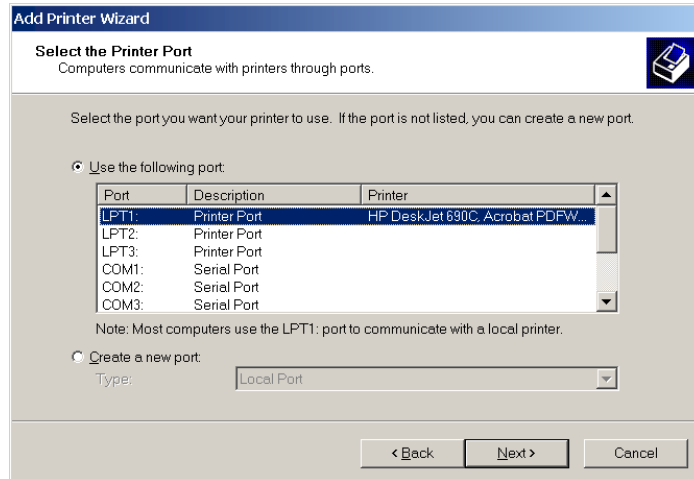 Add Printer Wizard
Select the Printer Port
Computers communicate with printers through ports.
Select the port you want your printer to use. If the port is not listed, you can create a new port.
Use the following port:
Port Description Printer
LPT1: Printer Port HP DeskJet 690C, Acrobat PDFW...
LPT2: Printer Port
LPT3: Printer Port
COM1: Serial Port
COM2: Serial Port
COM3: Serial Port
Note: Most computers use the LPT1: port to communicate with a local printer.
Create a new port:
Type: Local Port
< Back Next > Cancel